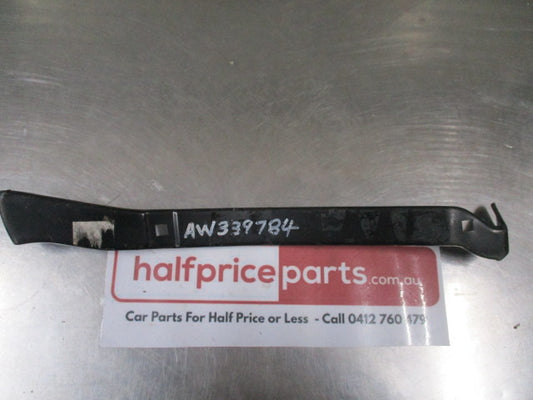 AW339784
halfpriceparts.com.au
Car Parts For Half Price or Less - Call 0412 760 479